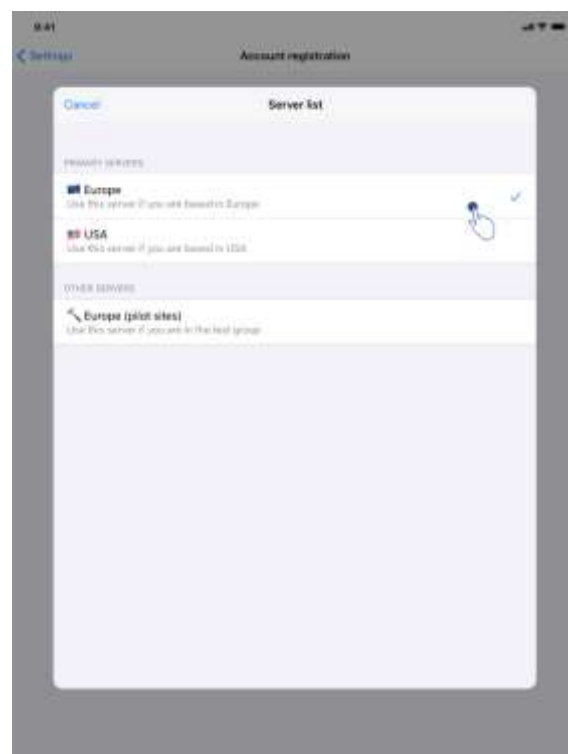 9:41
Settings
Account registration
Cancel
Server list
PRIMARY SERVERS
Europe
Use this server if you are based in Europe
USA
Use this server if you are based in USA
OTHER SERVERS
Europe (pilot sites)
Use this server if you are in the test group